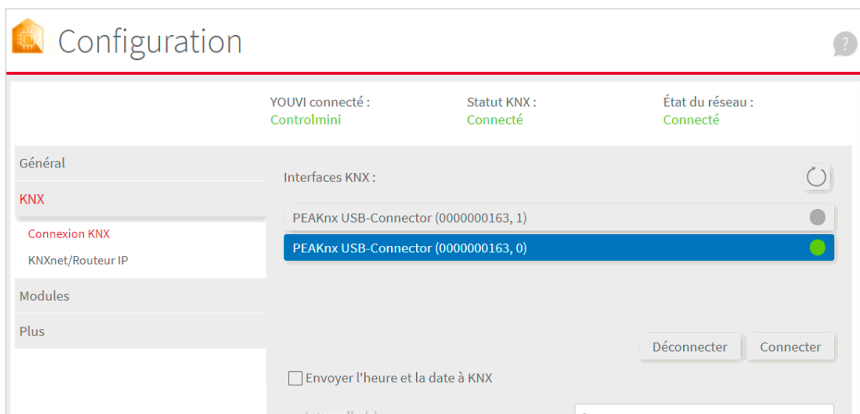 Configuration
?
YOUVI connecté : Statut KNX : État du réseau :
Controlmini Connecté Connecté
Général
KNX
Connexion KNX
KNXnet/Routeur IP
Modules
Plus
Interfaces KNX :
PEAKnx USB-Connector (0000000163, 1)
PEAKnx USB-Connector (0000000163, 0)
Déconnecter Connecter
Envoyer l'heure et la date à KNX